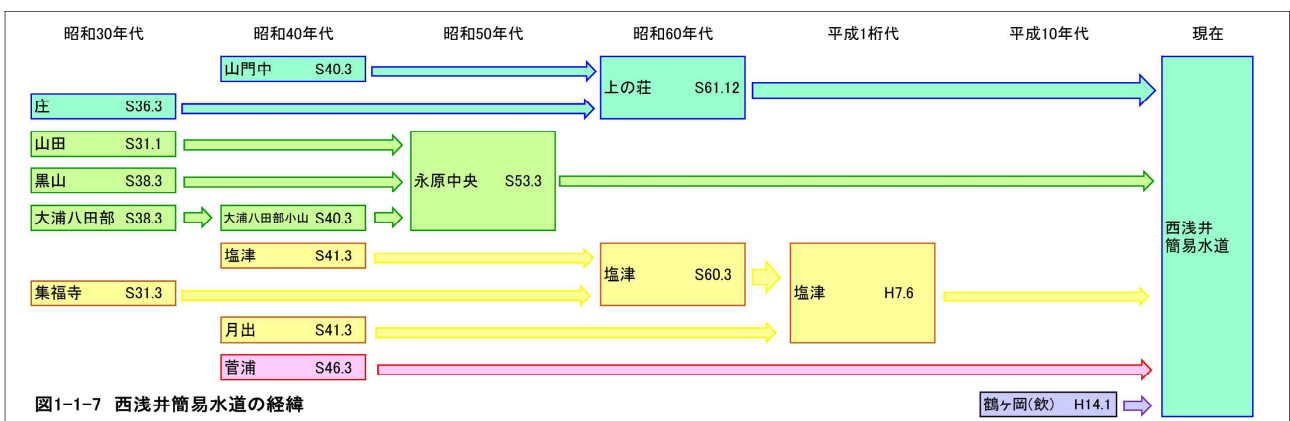 昭和30年代 昭和40年代 昭和50年代 昭和60年代 平成1桁代 平成10年代 現在
山門中 S40.3
庄 S36.3
上の荘 S61.12
山田 S31.1
黒山 S38.3
永原中央 S53.3
大浦八田部 S38.3
大浦八田部小山 S40.3
塩津 S41.3
塩津 S60.3
集福寺 S31.3
塩津 H7.6
月出 S41.3
菅浦 S46.3
鶴ヶ岡(飲) H14.1
西浅井
簡易水道
図1-1-7 西浅井簡易水道の経緯